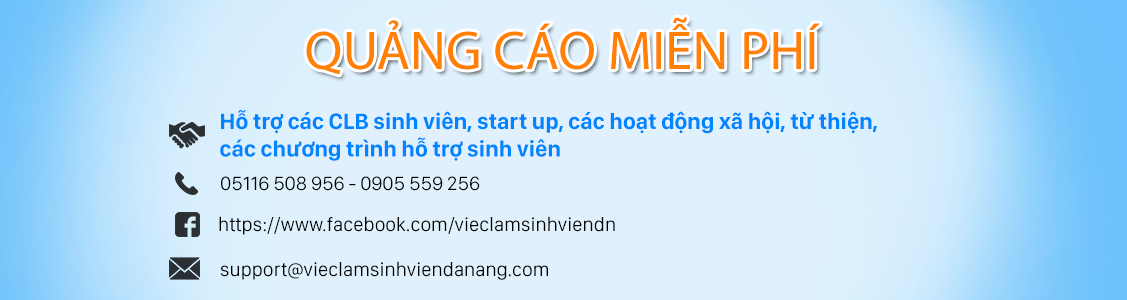 QUẢNG CÁO MIỄN PHÍ
Hỗ trợ các CLB sinh viên, start up, các hoạt động xã hội, từ thiện,
các chương trình hỗ trợ sinh viên
05116 508 956 - 0905 559 256
https://www.facebook.com/vieclamsinhviendn
support@vieclamsinhviendanang.com